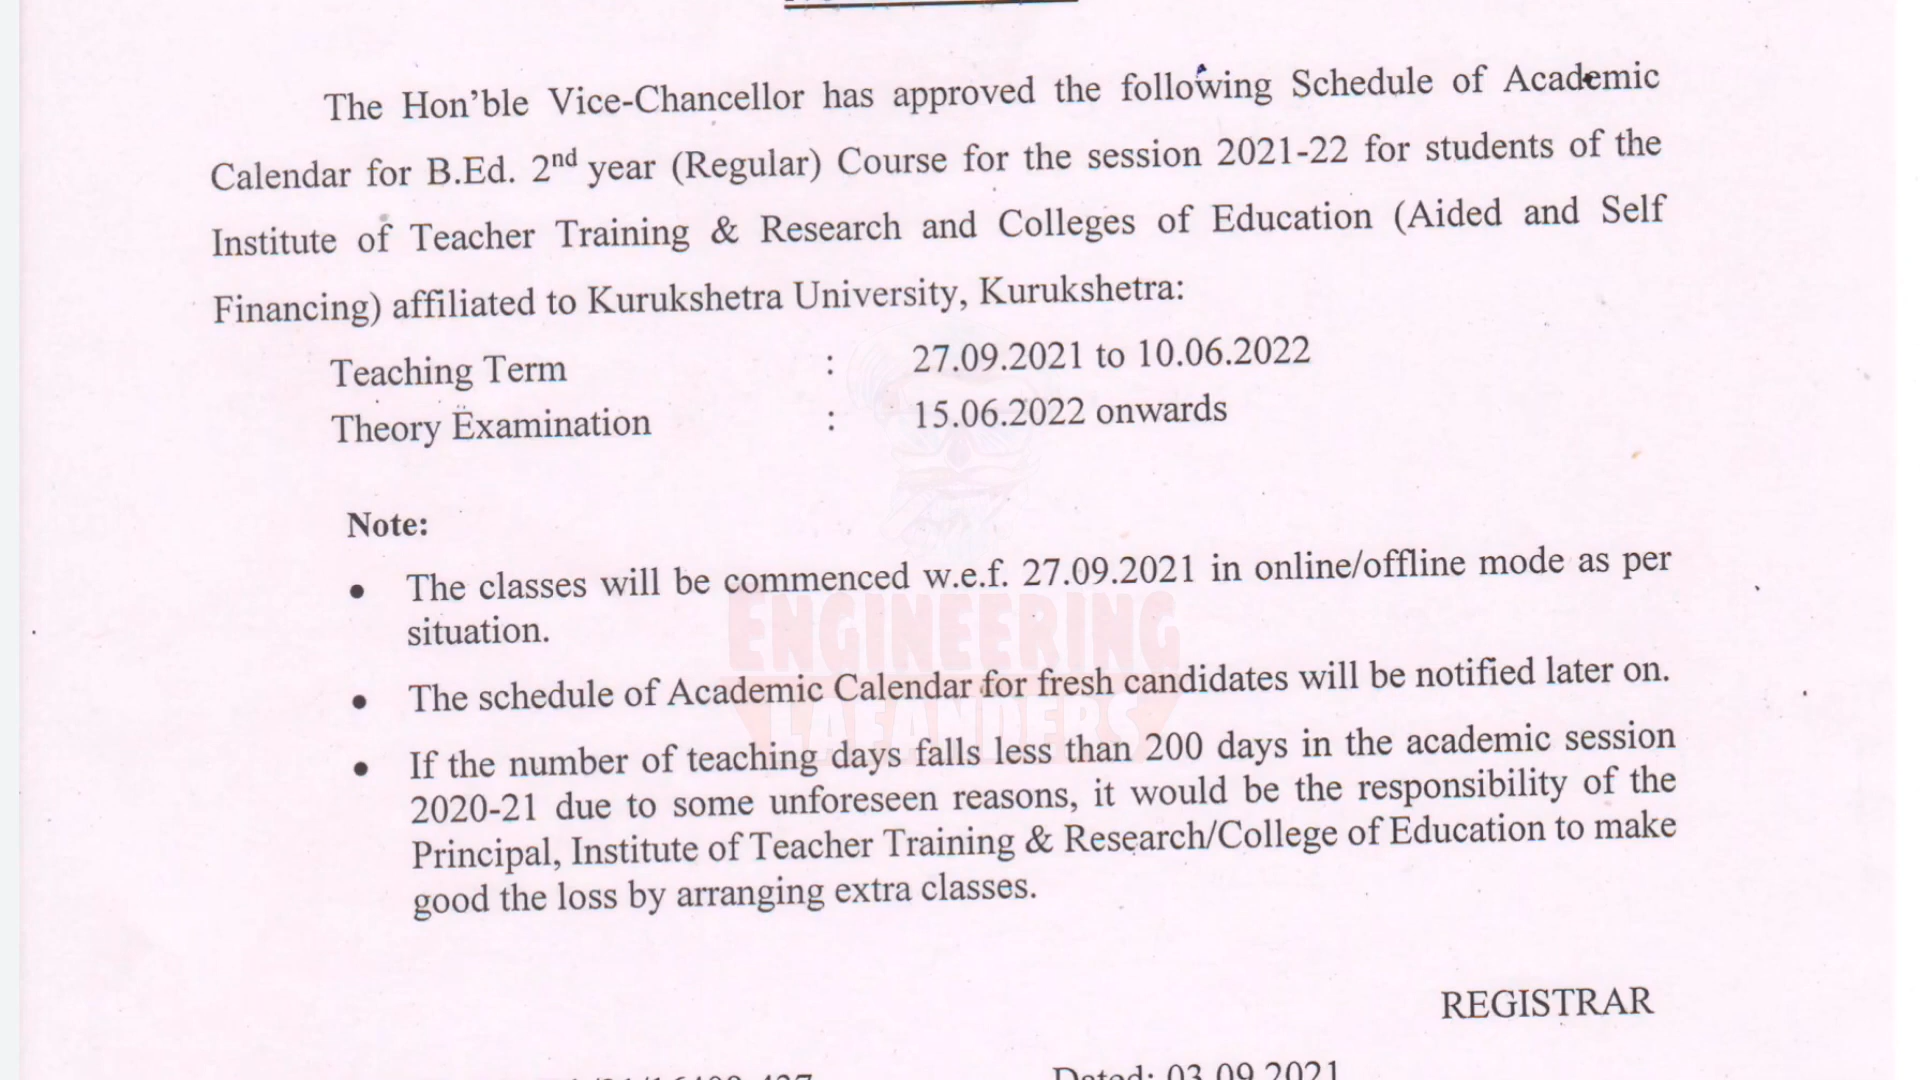 The Hon’ble Vice-Chancellor has approved the following Schedule of Academic
Calendar for B.Ed. 2nd year (Regular) Course for the session 2021-22 for students of the
Institute of Teacher Training & Research and Colleges of Education (Aided and Self
Financing) affiliated to Kurukshetra University, Kurukshetra:
Teaching Term : 27.09.2021 to 10.06.2022
Theory Examination : 15.06.2022 onwards
Note:
• The classes will be commenced w.e.f. 27.09.2021 in online/offline mode as per
situation.
ENGINEERING
• The schedule of Academic Calendar for fresh candidates will be notified later on.
LAFANDERS
• If the number of teaching days falls less than 200 days in the academic session
2020-21 due to some unforeseen reasons, it would be the responsibility of the
Principal, Institute of Teacher Training & Research/College of Education to make
good the loss by arranging extra classes.
REGISTRAR
Dated: 03.09.2021